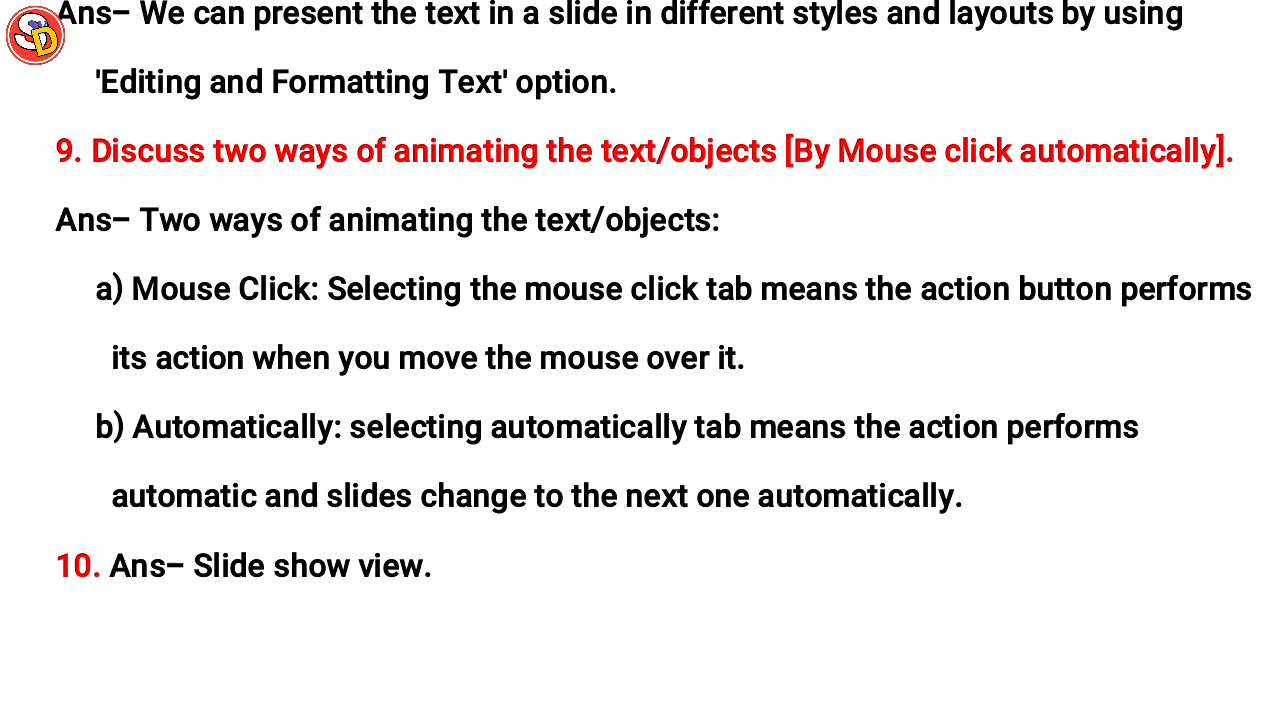 Ans– We can present the text in a slide in different styles and layouts by using
'Editing and Formatting Text' option.
9. Discuss two ways of animating the text/objects [By Mouse click automatically].
Ans– Two ways of animating the text/objects:
a) Mouse Click: Selecting the mouse click tab means the action button performs
its action when you move the mouse over it.
b) Automatically: selecting automatically tab means the action performs
automatic and slides change to the next one automatically.
10. Ans– Slide show view.
SD